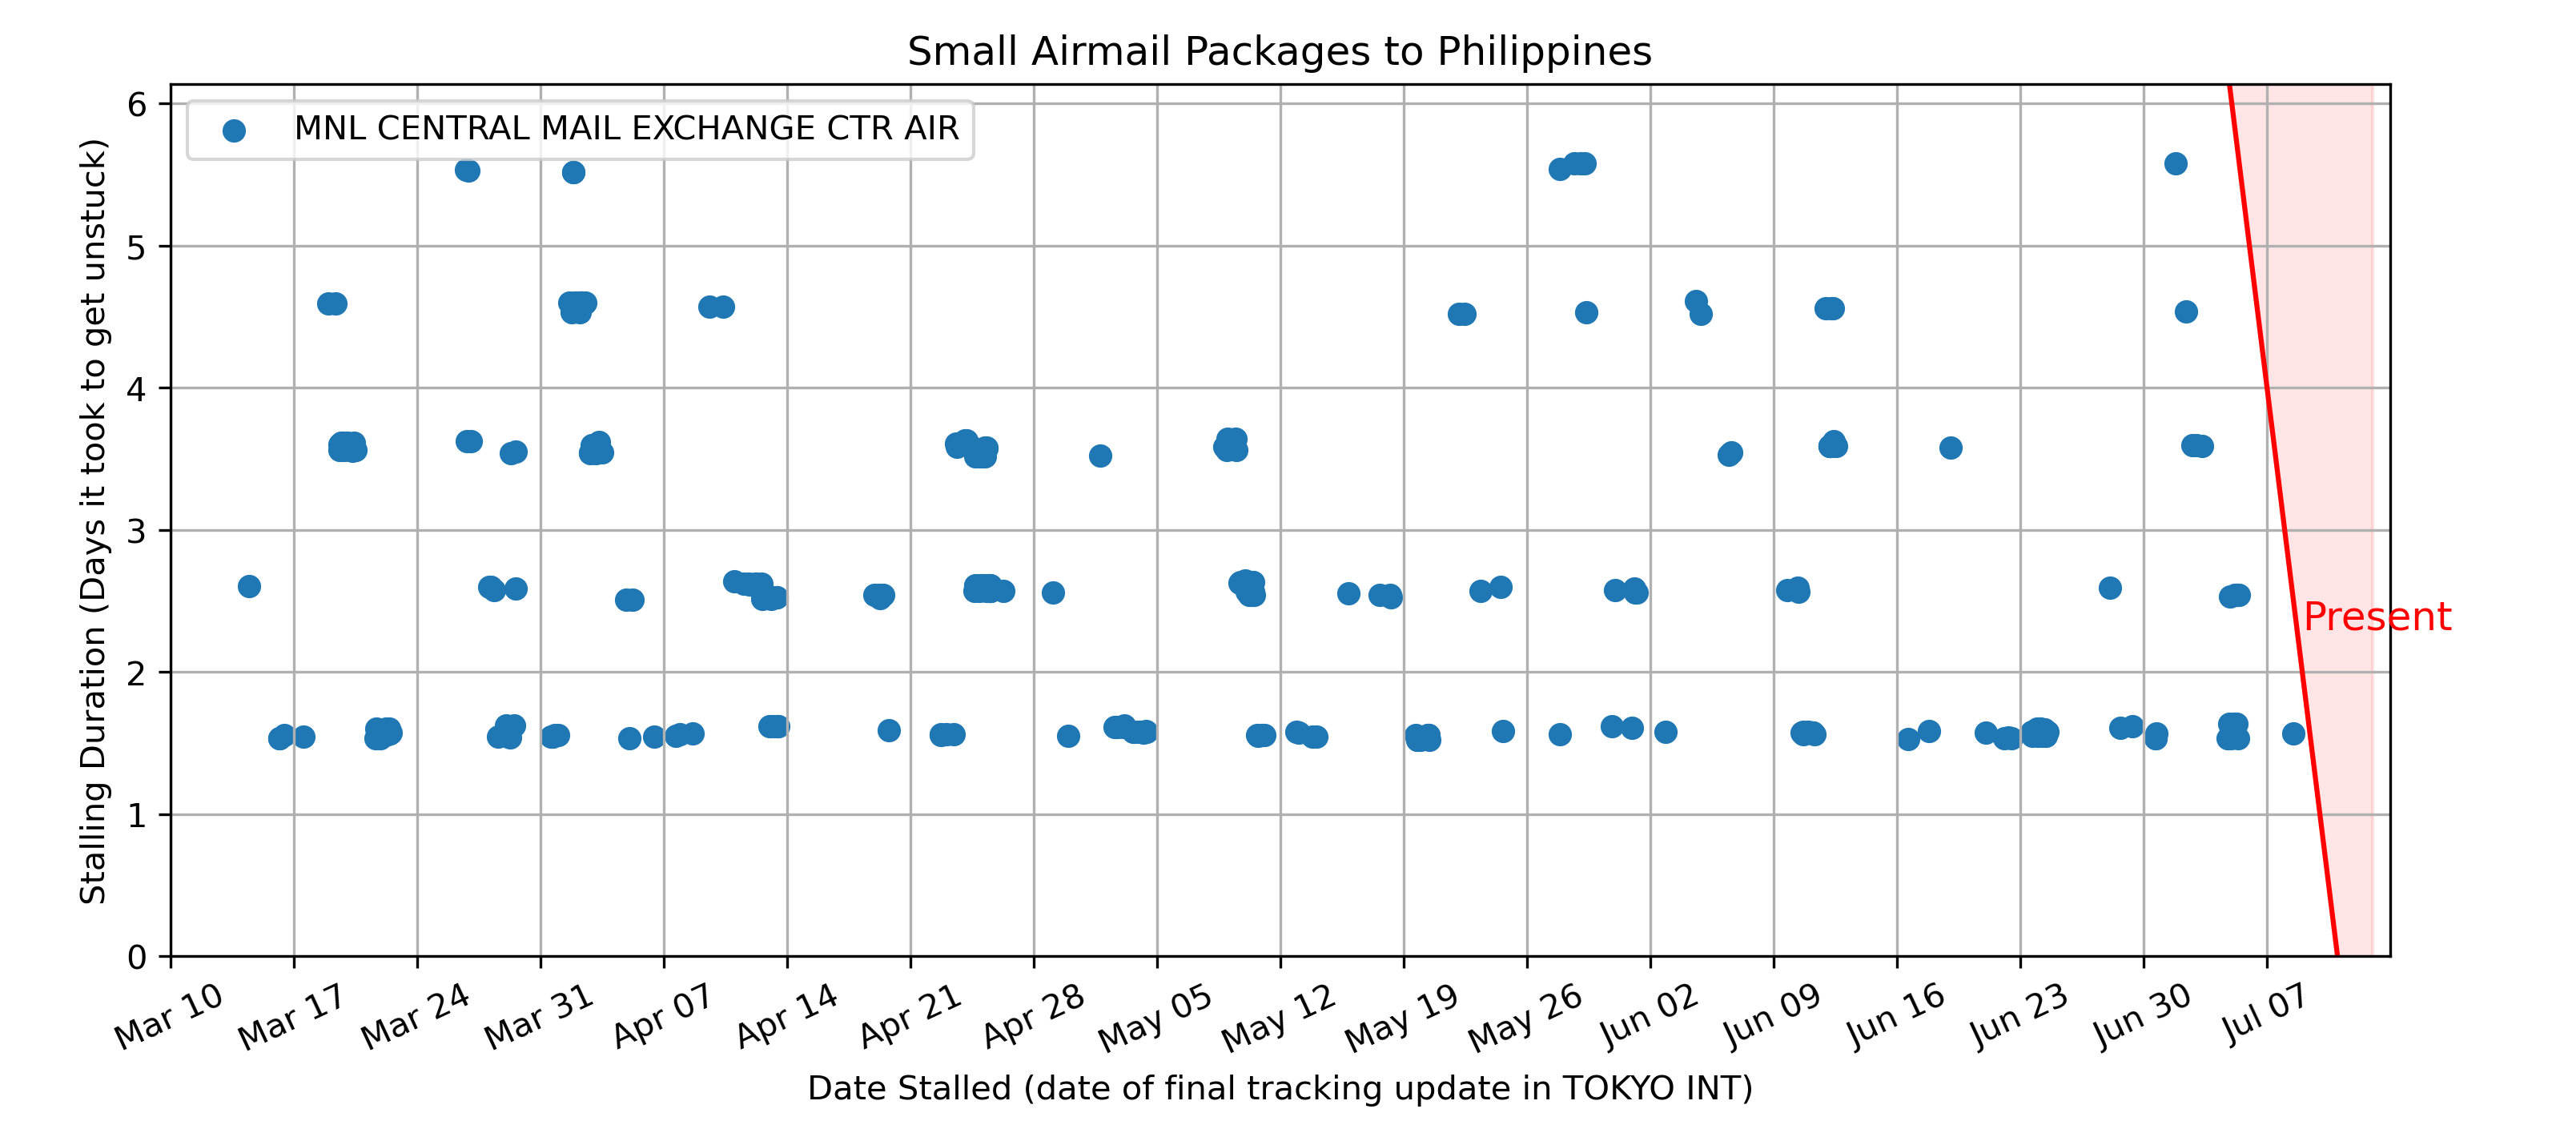 Small Airmail Packages to Philippines
MNL CENTRAL MAIL EXCHANGE CTR AIR
Stalling Duration (Days it took to get unstuck)
6
5
4
3
2
1
0
Present
Mar 10
Mar 17
Mar 24
Mar 31
Apr 07
Apr 14
Apr 21
Apr 28
May 05
May 12
May 19
May 26
Jun 02
Jun 09
Jun 16
Jun 23
Jun 30
Jul 07
Date Stalled (date of final tracking update in TOKYO INT)